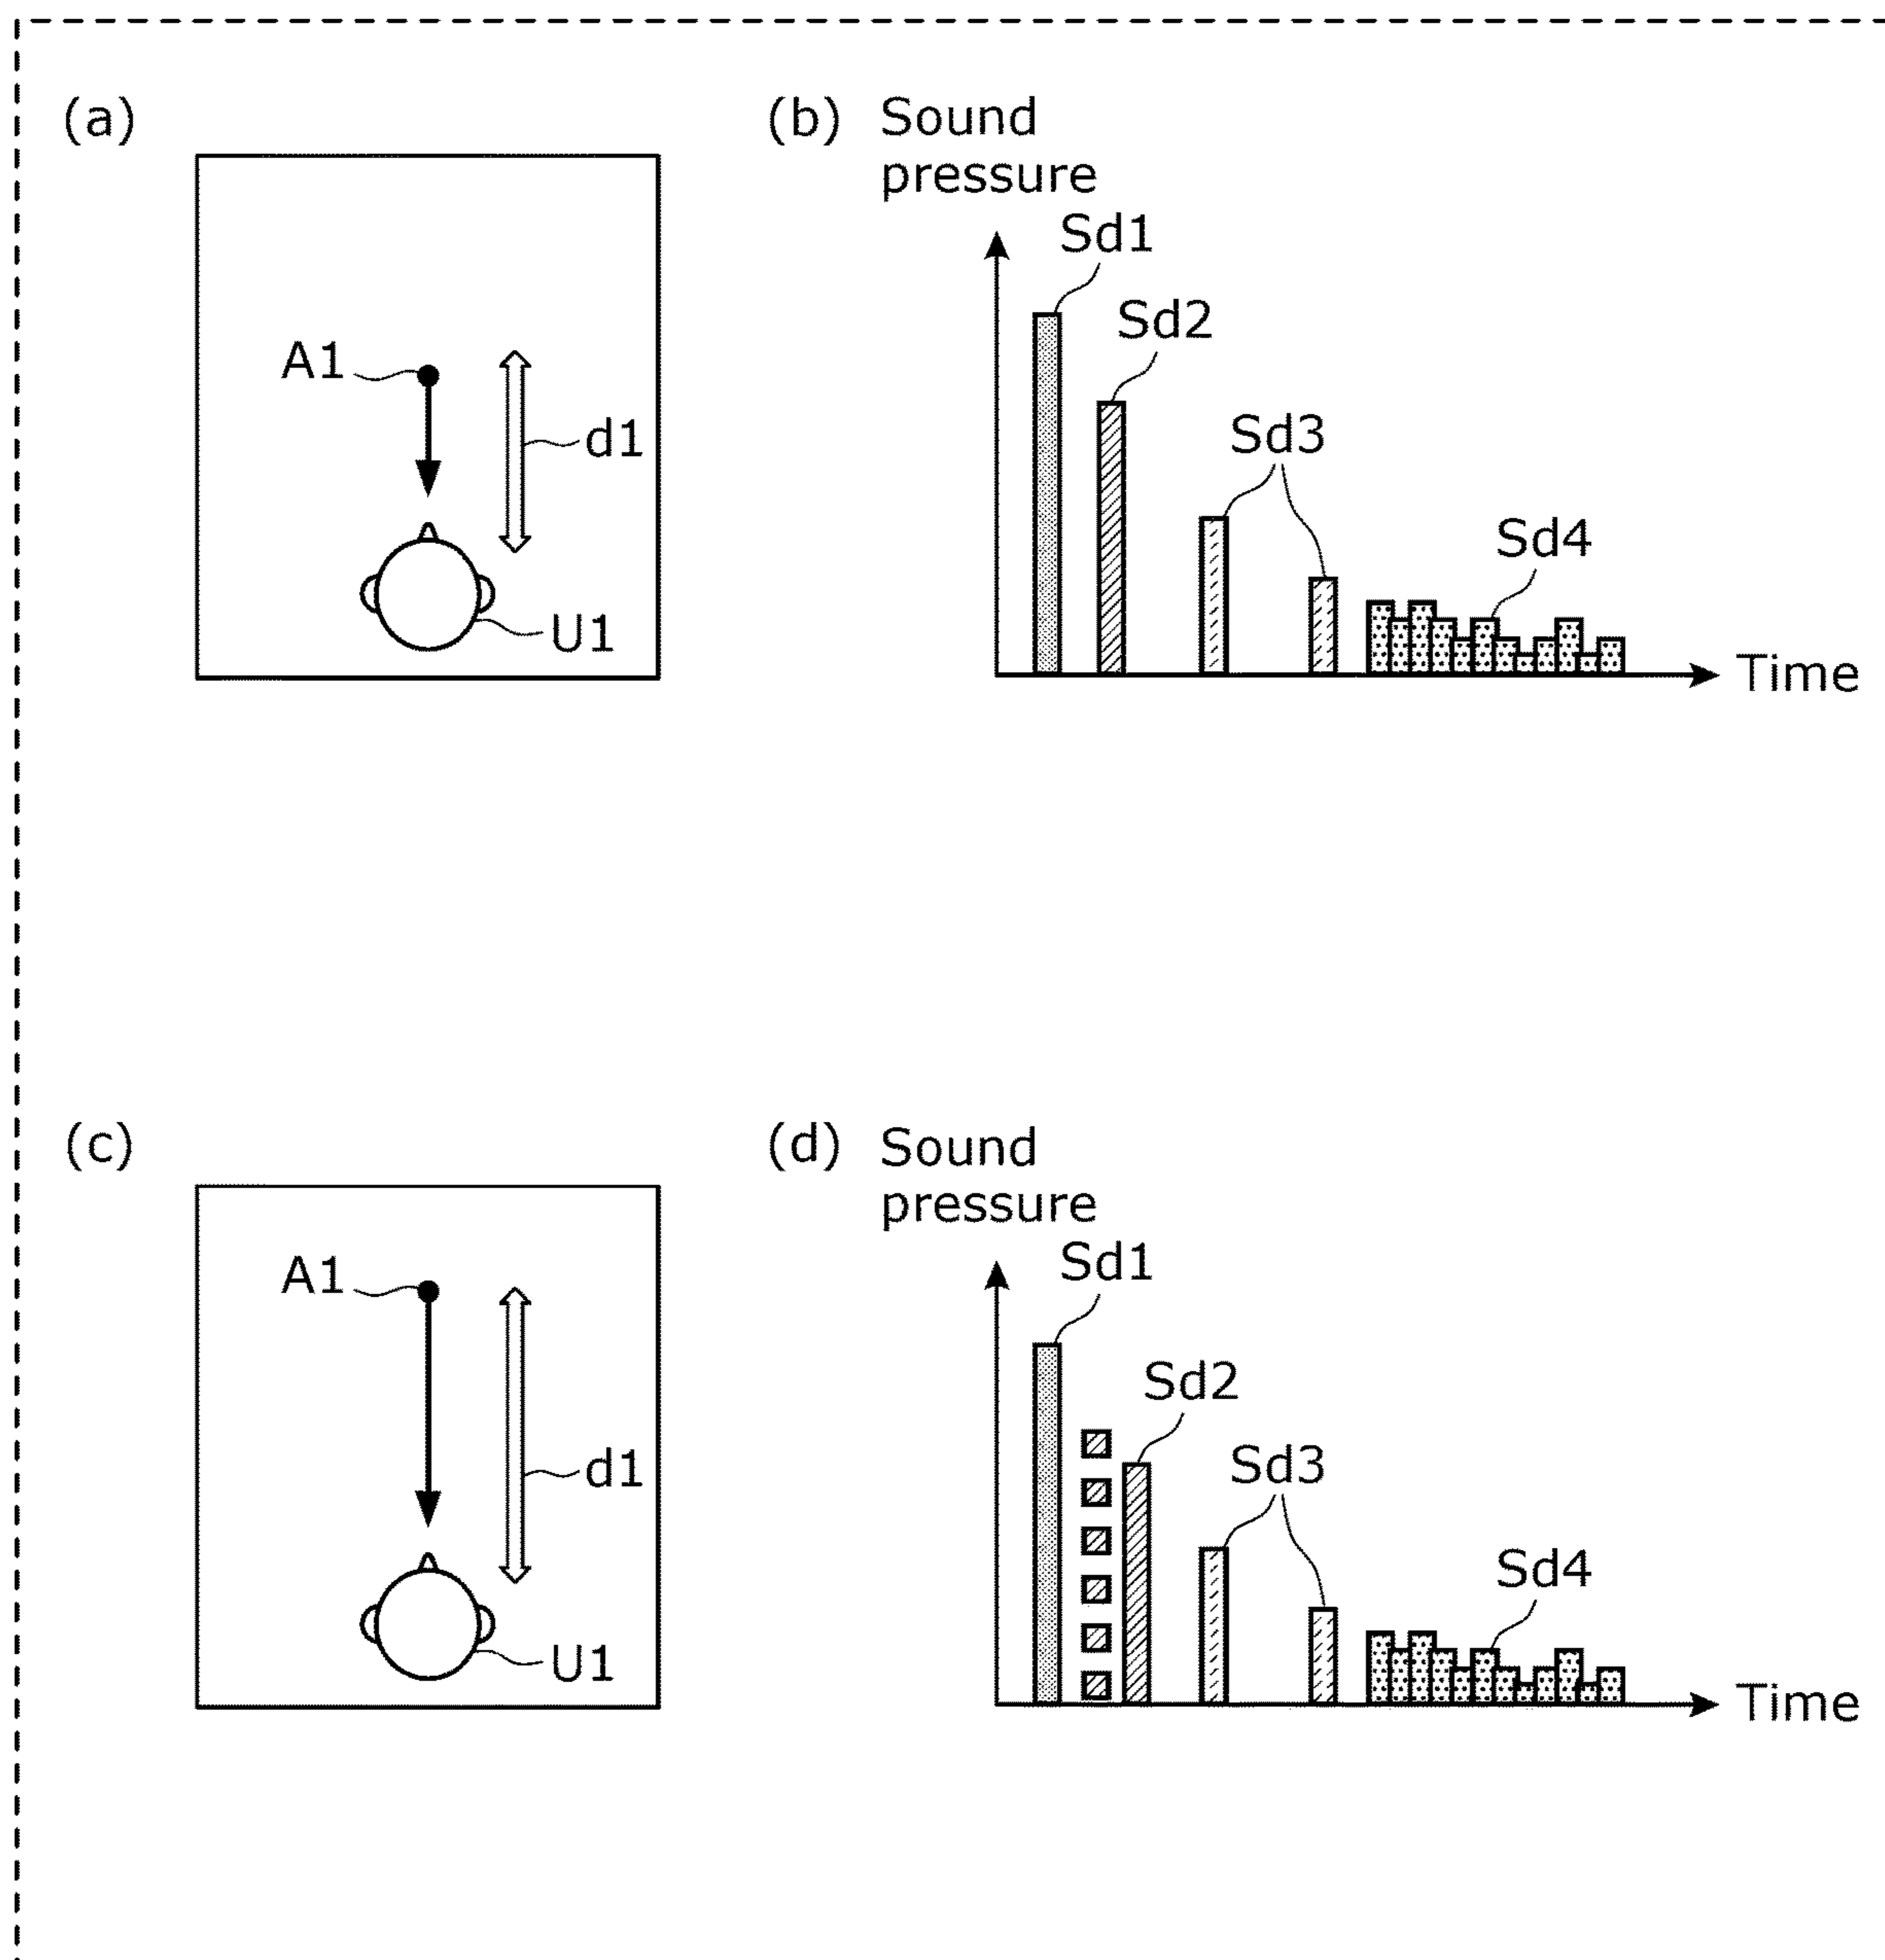 (a)
A1
d1
U1
(b) Sound
pressure
Sd1
Sd2
Sd3
Sd4
Time
(c)
A1
d1
U1
(d) Sound
pressure
Sd1
Sd2
Sd3
Sd4
Time